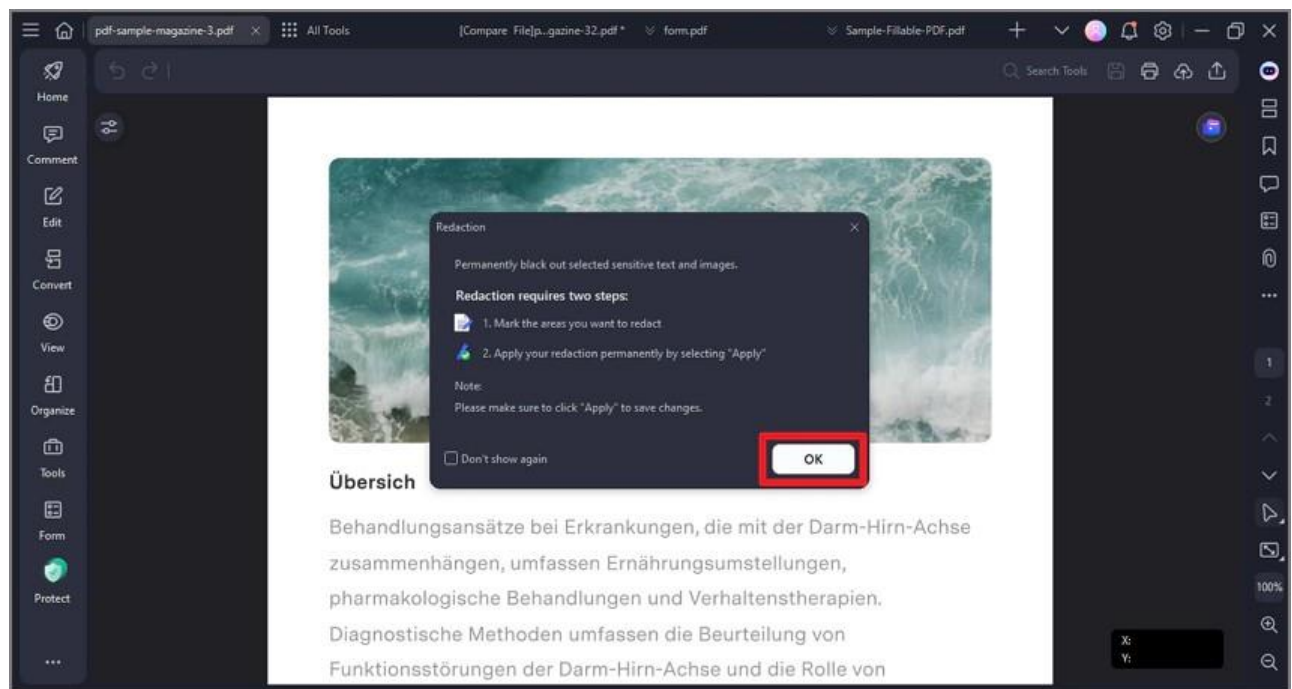 pdf-sample-magazine-3.pdf
All Tools
[Compare File]p...gazine-32.pdf *
form.pdf
Sample-Fillable-PDF.pdf
Search Tools
Home
Comment
Edit
Convert
View
Organize
Tools
Form
Protect
Redaction
Permanently black out selected sensitive text and images.
Redaction requires two steps:
1. Mark the areas you want to redact
2. Apply your redaction permanently by selecting "Apply"
Note:
Please make sure to click "Apply" to save changes.
Don't show again
OK
Übersich
Behandlungsansätze bei Erkrankungen, die mit der Darm-Hirn-Achse
zusammenhängen, umfassen Ernährungsumstellungen,
pharmakologische Behandlungen und Verhaltenstherapien.
Diagnostische Methoden umfassen die Beurteilung von
Funktionsstörungen der Darm-Hirn-Achse und die Rolle von
1
2
100%
X:
Y: